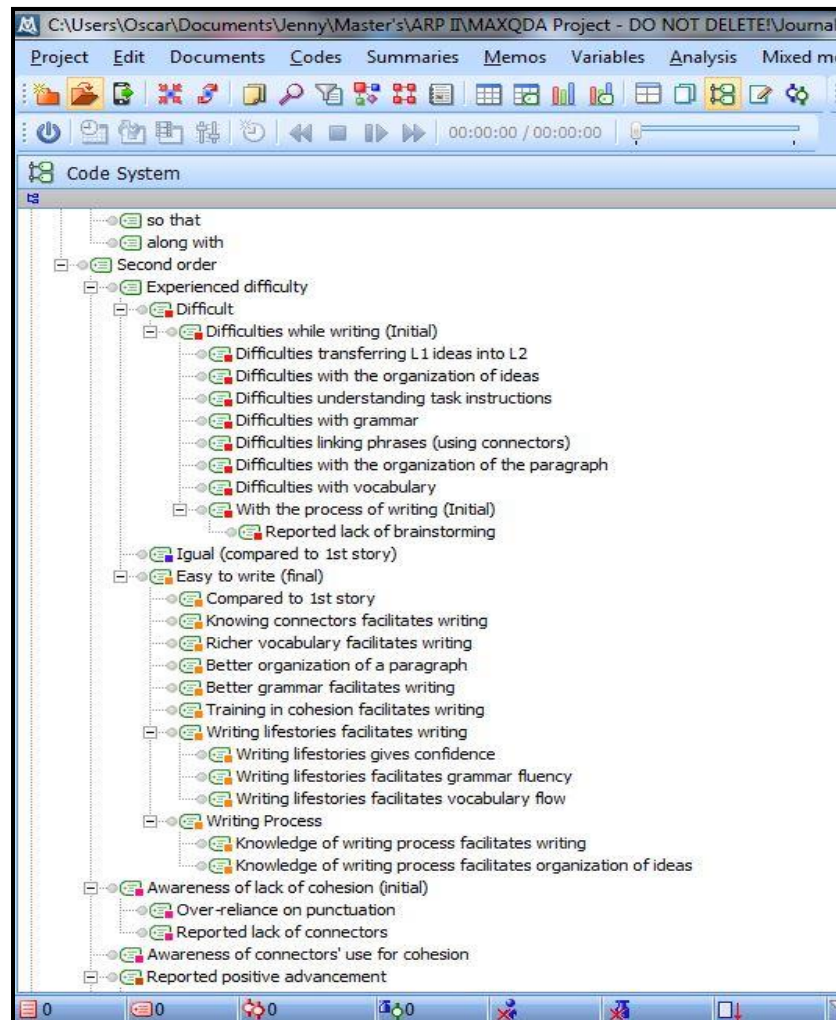 C:\Users\Oscar\Documents\Jenny\Master's\ARP II\MAXQDA Project - DO NOT DELETE!\Journal
Project Edit Documents Codes Summaries Memos Variables Analysis Mixed m
00:00:00 / 00:00:00
Code System
so that
along with
Second order
Experienced difficulty
Difficult
Difficulties while writing (Initial)
Difficulties transferring L1 ideas into L2
Difficulties with the organization of ideas
Difficulties understanding task instructions
Difficulties with grammar
Difficulties linking phrases (using connectors)
Difficulties with the organization of the paragraph
Difficulties with vocabulary
With the process of writing (Initial)
Reported lack of brainstorming
Igual (compared to 1st story)
Easy to write (final)
Compared to 1st story
Knowing connectors facilitates writing
Richer vocabulary facilitates writing
Better organization of a paragraph
Better grammar facilitates writing
Training in cohesion facilitates writing
Writing lifestories facilitates writing
Writing lifestories gives confidence
Writing lifestories facilitates grammar fluency
Writing lifestories facilitates vocabulary flow
Writing Process
Knowledge of writing process facilitates writing
Knowledge of writing process facilitates organization of ideas
Awareness of lack of cohesion (initial)
Over-reliance on punctuation
Reported lack of connectors
Awareness of connectors' use for cohesion
Reported positive advancement
0 0 0 0